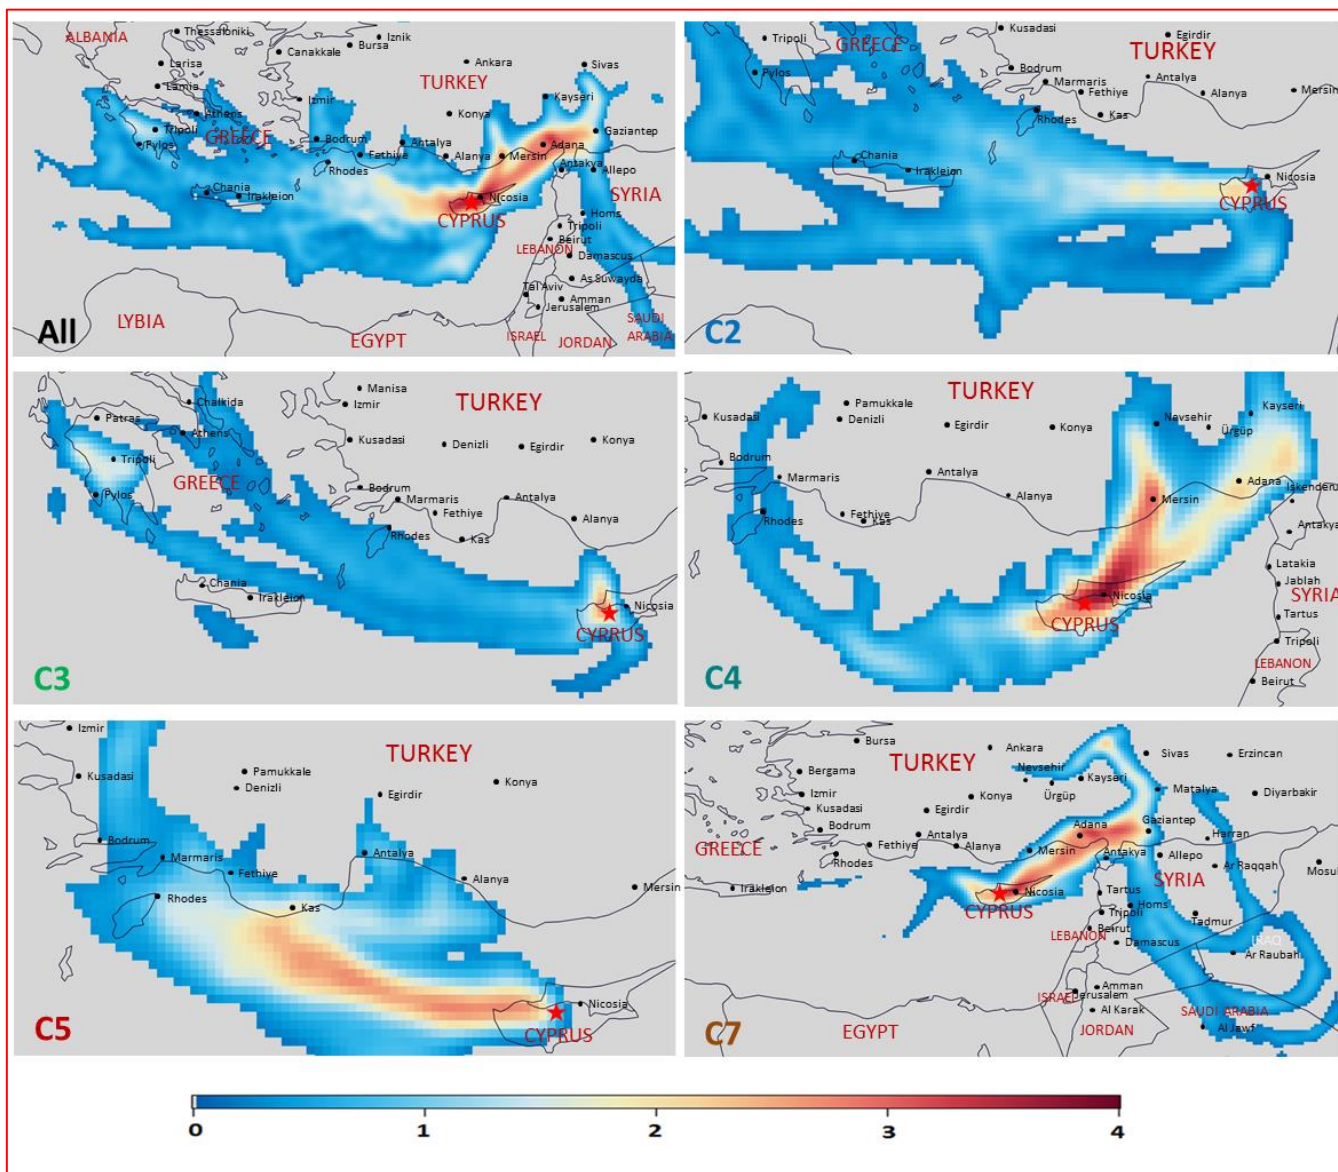 ALBANIA
Thessaloniki
Iznik
Bursa
Canakkale
Larisa
Ankara
Sivas
TURKEY
Lamia
Izmir
Kayseri
Konya
Athens
Tripoli
GREECE
Bodrum
Antalya
Gaziantep
Adana
Pylos
Fethiye
Alanya
Mersin
Antakya
Allepo
Rhodes
Chania
Irakleion
Nicosia
SYRIA
CYPRUS
Homs
Tripoli
Beirut
LEBANON
Damascus
As Suwayda
Tal Aviv
Amman
Jerusalem
LYBIA
All
EGYPT
ISRAEL
JORDAN
SAUDI
ARABIA
Kusadasi
Egirdir
Tripoli
GREECE
TURKEY
Bodrum
Pylos
Marmaris
Antalya
Fethiye
Alanya
Mersin
Rhodes
Kas
Chania
Irakleion
Nicosia
CYPRUS
C2
Manisa
Chalkida
Izmir
TURKEY
Patras
Athens
Kusadasi
Denizli
Egirdir
Konya
Tripoli
GREECE
Pylos
Bodrum
Marmaris
Antalya
Fethiye
Alanya
Rhodes
Kas
Chania
Irakleion
Nicosia
CYPRUS
C3
TURKEY
Pamukkale
Kusadasi
Denizli
Egirdir
Konya
Nevsehir
Kayseri
Ürgüp
Bodrum
Marmaris
Antalya
Adana
Iskenderu
Alanya
Mersin
Rhodes
Fethiye
Kas
Antakya
Latakia
Jablah
SYRIA
Nicosia
CYPRUS
Tartus
Tripoli
LEBANON
Beirut
C4
Izmir
TURKEY
Kusadasi
Pamukkale
Denizli
Egirdir
Konya
Bodrum
Marmaris
Antalya
Fethiye
Alanya
Mersin
Rhodes
Kas
Nicosia
CYPRUS
C5
Bursa
Ankara
Sivas
Erzincan
TURKEY
Bergama
Nevsehir
Kayseri
Izmir
Konya
Ürgüp
Matalya
Diyarbakir
Kusadasi
Egirdir
Bodrum
Antalya
Adana
Gaziantep
Harran
GREECE
Fethiye
Alanya
Mersin
Rhodes
Antakya
Allepo
Ar Raqqah
Mosul
Irakleion
Nicosia
Tartus
SYRIA
CYPRUS
Homs
Tripoli
Tadmur
Beirut
LEBANON
Damascus
IRAQ
Ar Raubah
Amman
ISRAEL
Jerusalem
Al Karak
SAUDI ARABIA
EGYPT
JORDAN
Al Jawf
C7
0 1 2 3 4